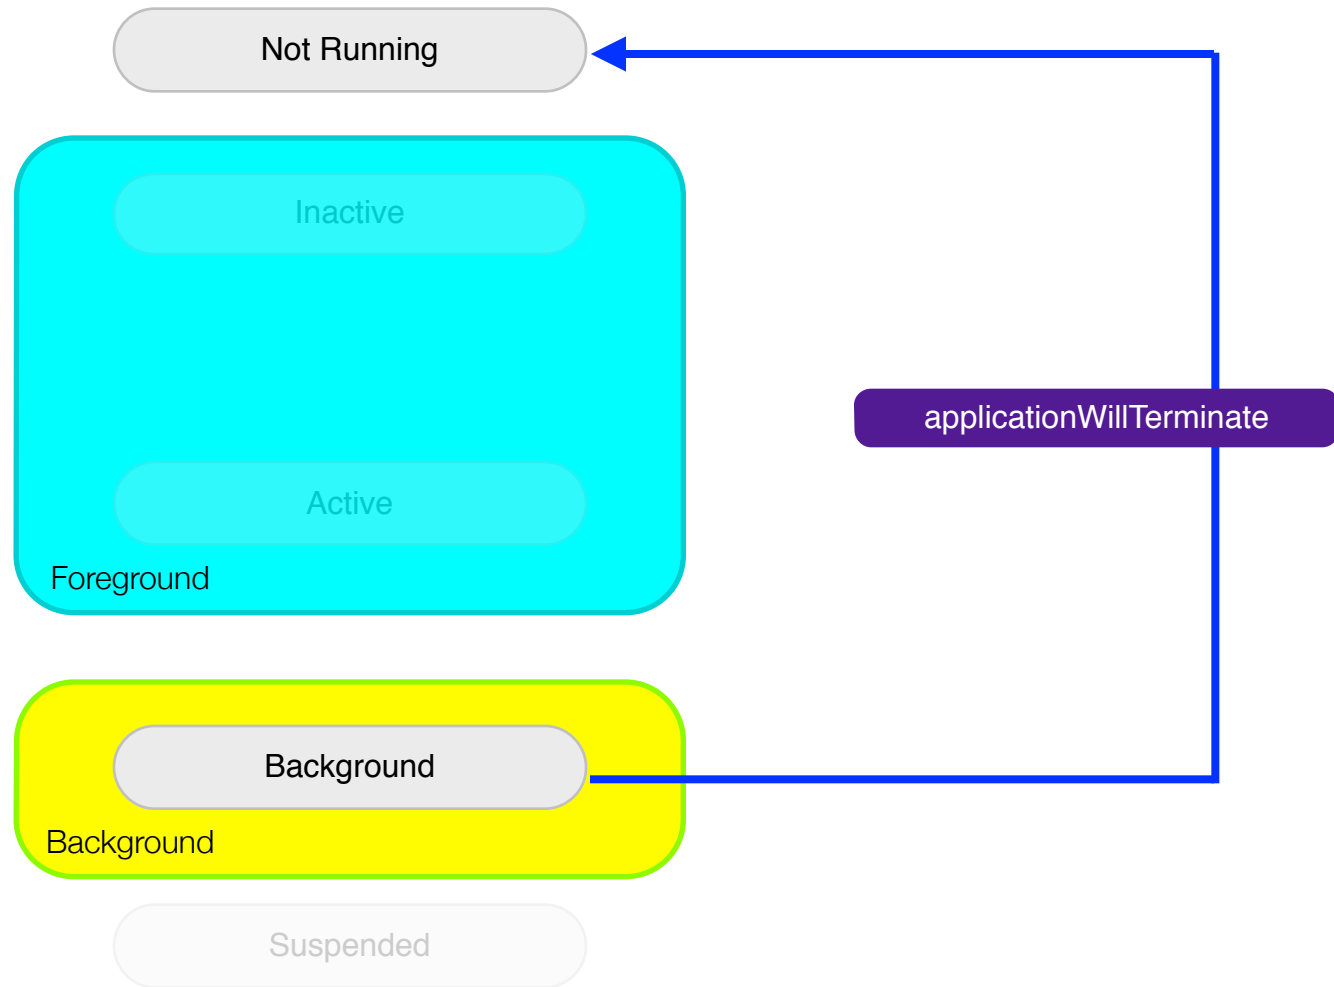 Not Running
Inactive
applicationWillTerminate
Active
Foreground
Background
Background
Suspended